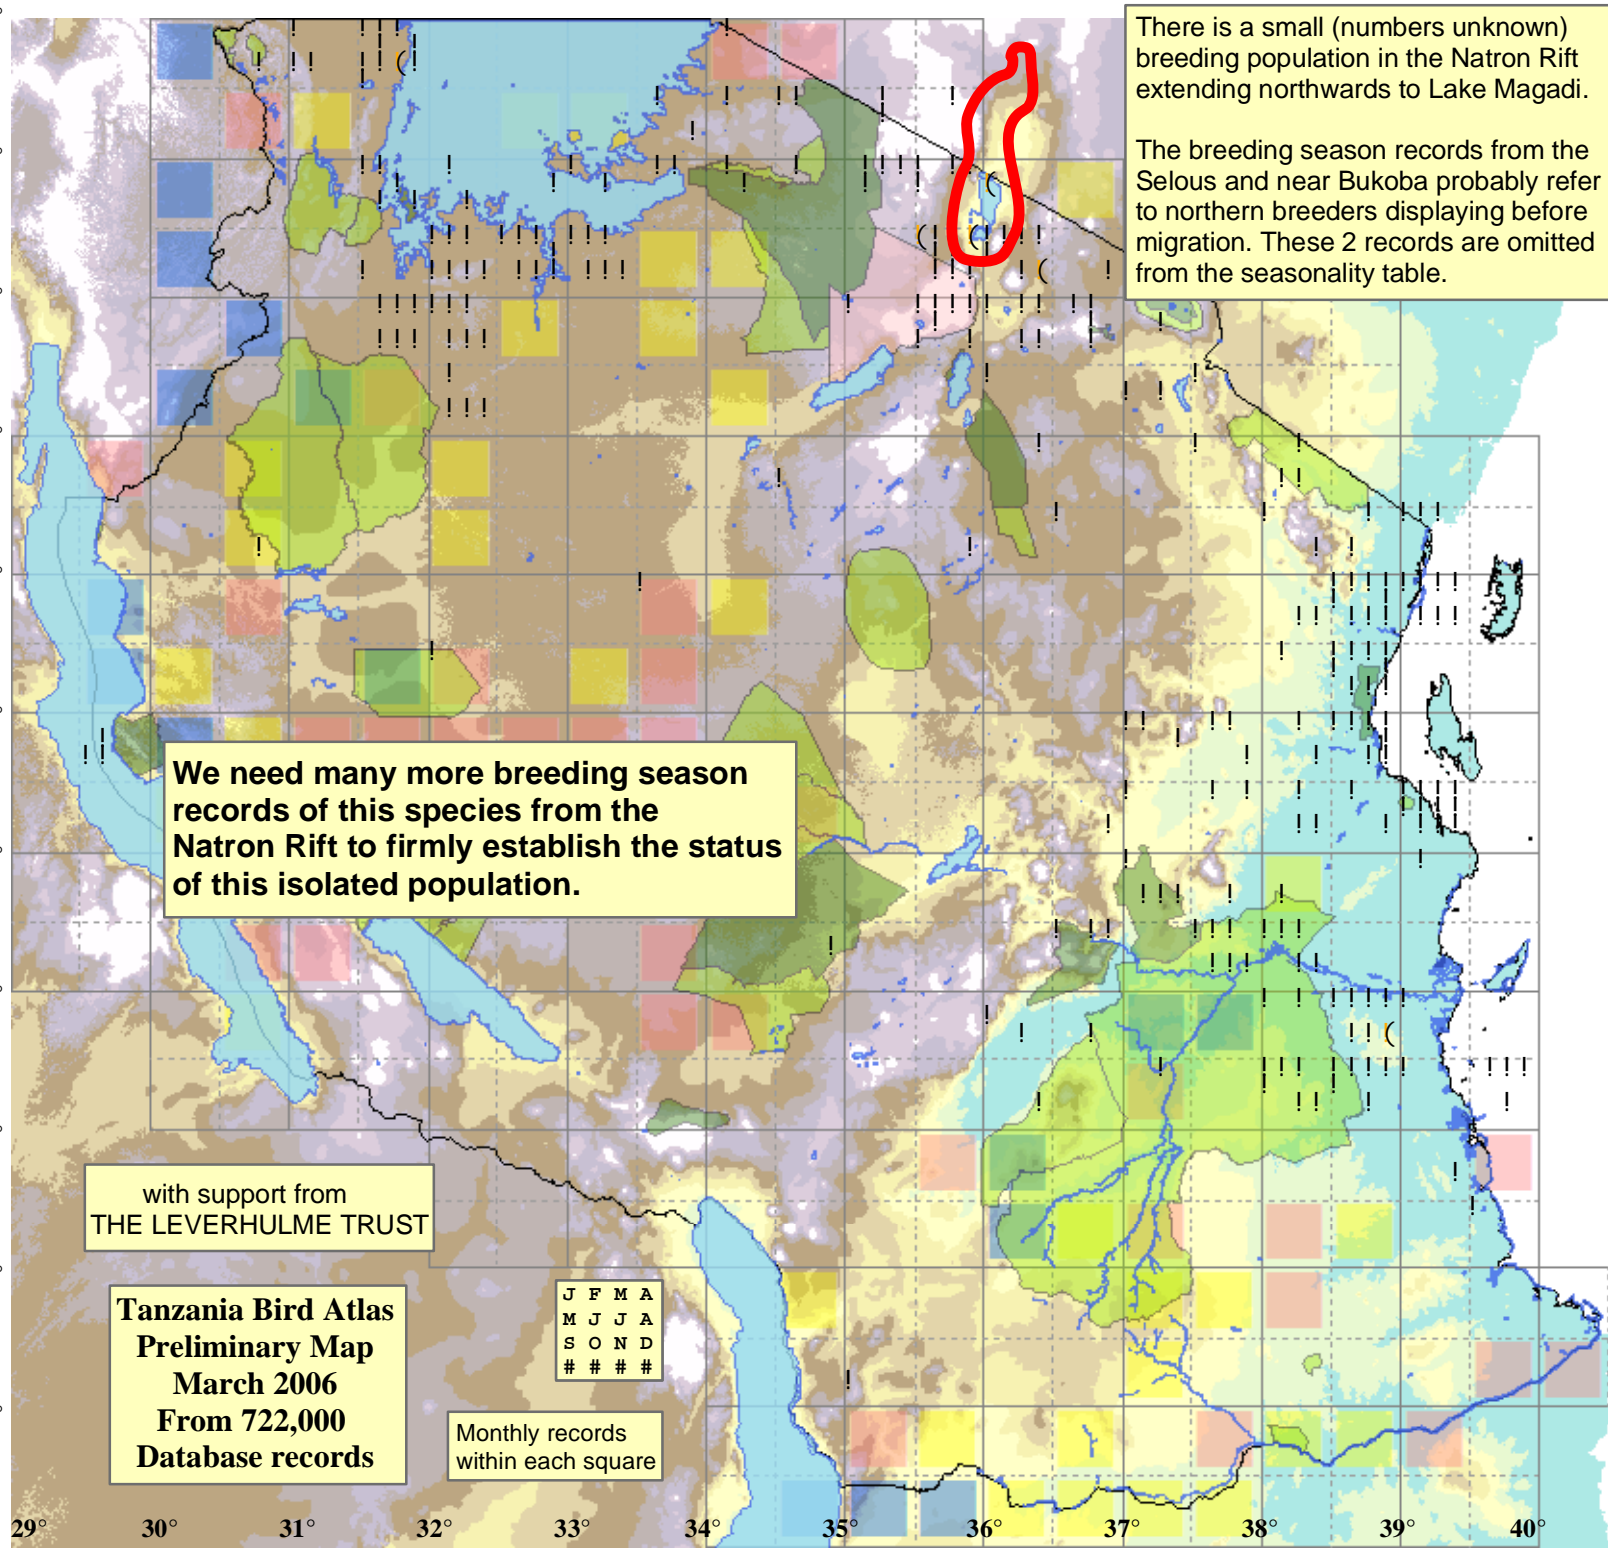 There is a small (numbers unknown)
breeding population in the Natron Rift
extending northwards to Lake Magadi.
The breeding season records from the
Selous and near Bukoba probably refer
to northern breeders displaying before
migration. These 2 records are omitted
from the seasonality table.
We need many more breeding season
records of this species from the
Natron Rift to firmly establish the status
of this isolated population.
with support from
THE LEVERHULME TRUST
Tanzania Bird Atlas
Preliminary Map
March 2006
From 722,000
Database records
J F M A
M J J A
S O N D
# # # #
Monthly records
within each square
29° 30° 31° 32° 33° 34° 35° 36° 37° 38° 39° 40°